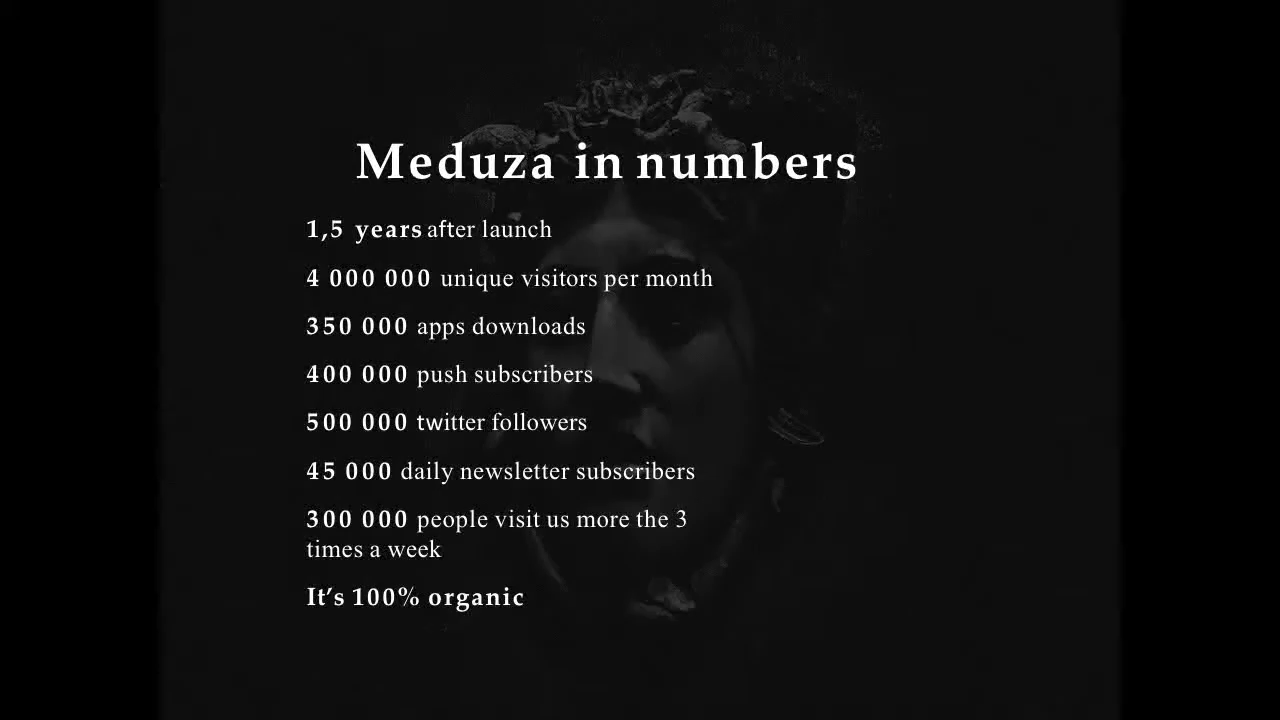 Meduza in numbers
1,5 years after launch
4 000 000 unique visitors per month
350 000 apps downloads
400 000 push subscribers
500 000 twitter followers
45 000 daily newsletter subscribers
300 000 people visit us more the 3
times a week
It’s 100% organic